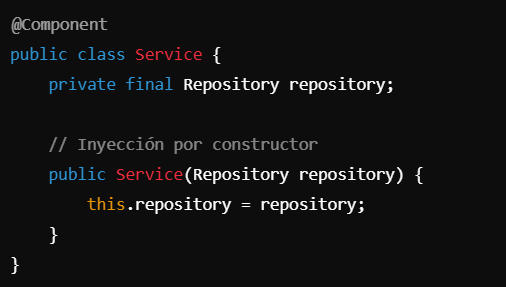 @Component
public class Service {
    private final Repository repository;

    // Inyección por constructor
    public Service(Repository repository) {
        this.repository = repository;
    }
}